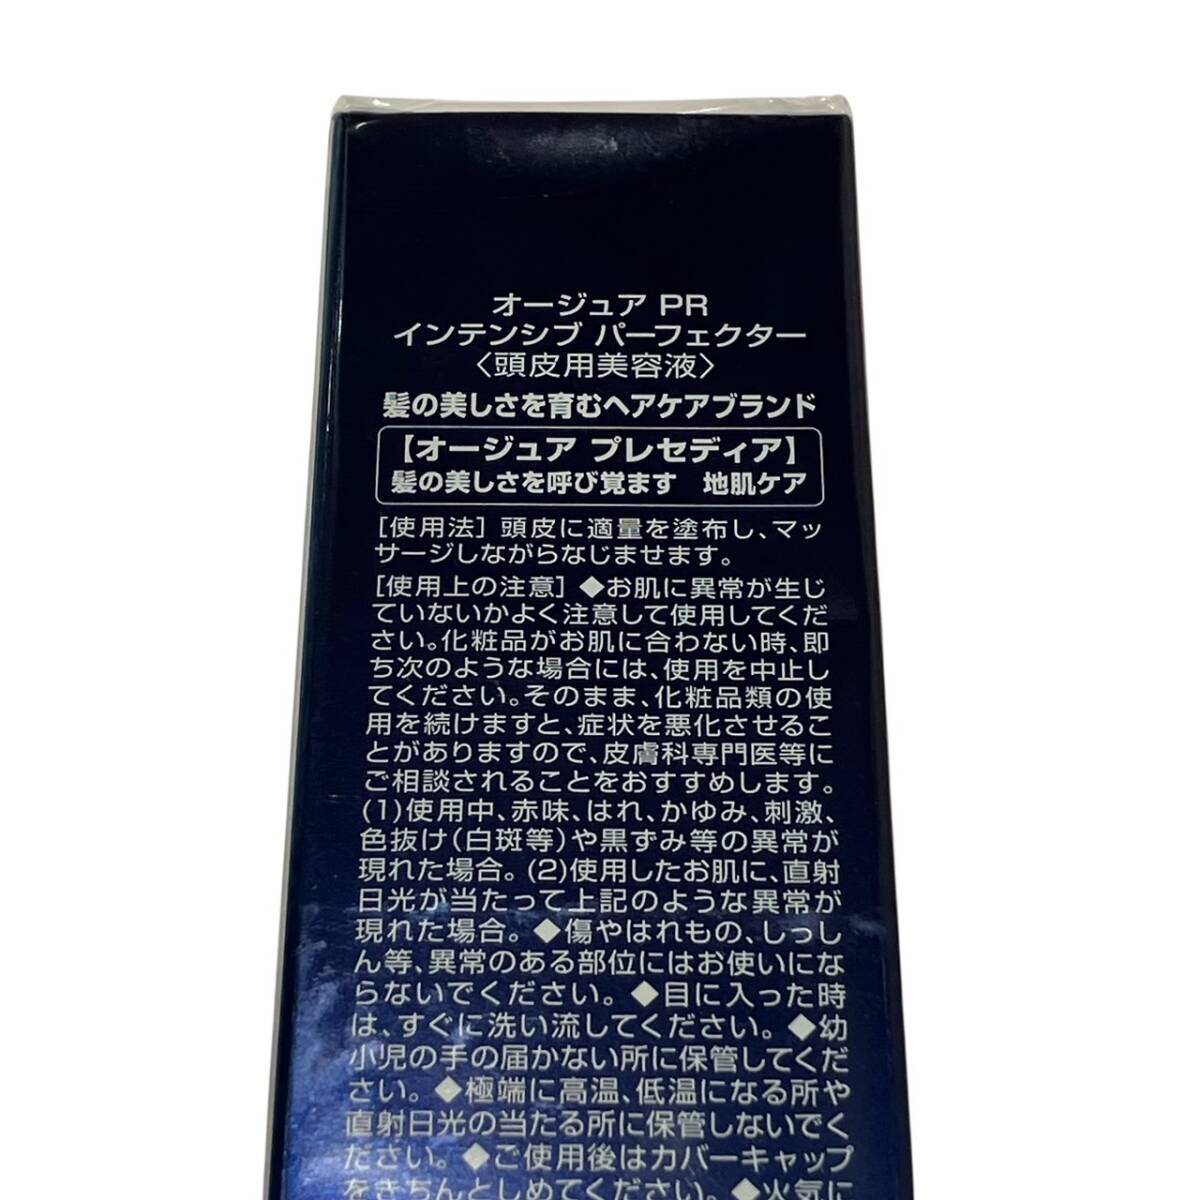 オージュア PR
インテンシブ パーフェクター
〈頭皮用美容液〉
髪の美しさを育むヘアケアブランド
【オージュア プレセディア】
髪の美しさを呼び覚ます 地肌ケア
[使用法] 頭皮に適量を塗布し、マッ
サージしながらなじませます。
[使用上の注意] ◆お肌に異常が生じ
ていないかよく注意して使用してくだ
さい。化粧品がお肌に合わない時、即
ち次のような場合には、使用を中止し
てください。そのまま、化粧品類の使
用を続けますと、症状を悪化させるこ
とがありますので、皮膚科専門医等に
ご相談されることをおすすめします。
(1)使用中、赤味、はれ、かゆみ、刺激、
色抜け(白斑等)や黒ずみ等の異常が
現れた場合。(2)使用したお肌に、直射
日光が当たって上記のような異常が
現れた場合。◆傷やはれもの、しっし
ん等、異常のある部位にはお使いにな
らないでください。◆目に入った時
は、すぐに洗い流してください。◆幼
小児の手の届かない所に保管してくだ
さい。◆極端に高温、低温になる所や
直射日光の当たる所に保管しないでく
ださい。◆ご使用後はカバーキャップ
をきちんとしめてください。◆火気に